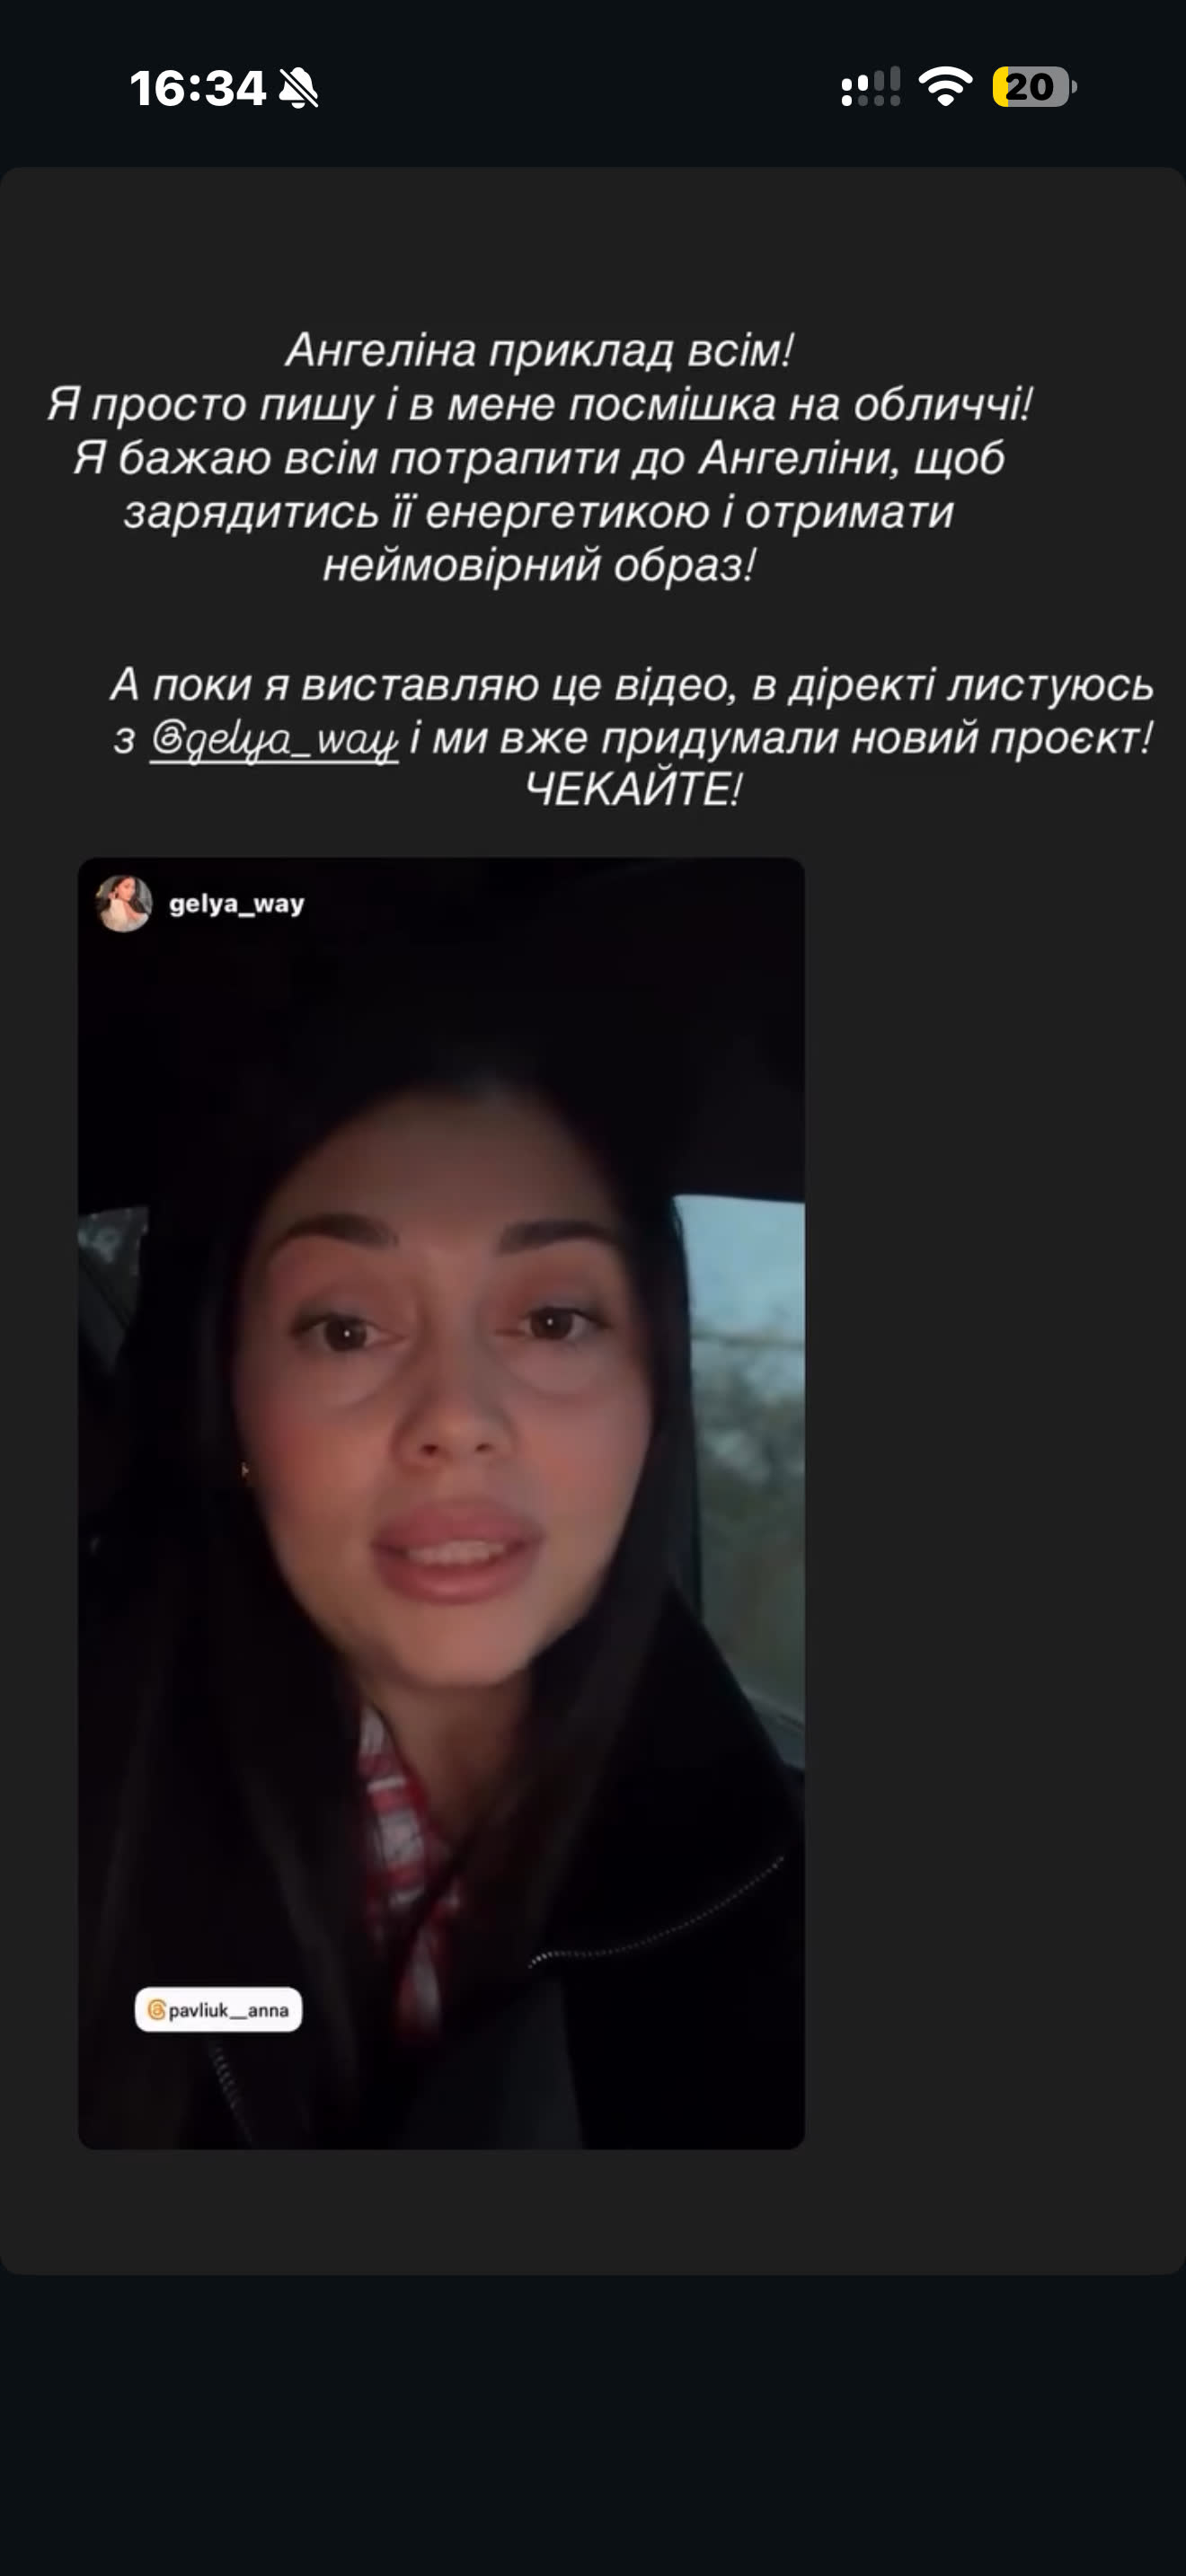 16:34
20
Ангеліна приклад всім!
Я просто пишу і в мене посмішка на обличчі!
Я бажаю всім потрапити до Ангеліни, щоб
зарядитись її енергетикою і отримати
неймовірний образ!
А поки я виставляю це відео, в діректі листуюсь
з @gelya_way і ми вже придумали новий проєкт!
ЧЕКАЙТЕ!
gelya_way
pavliuk__anna